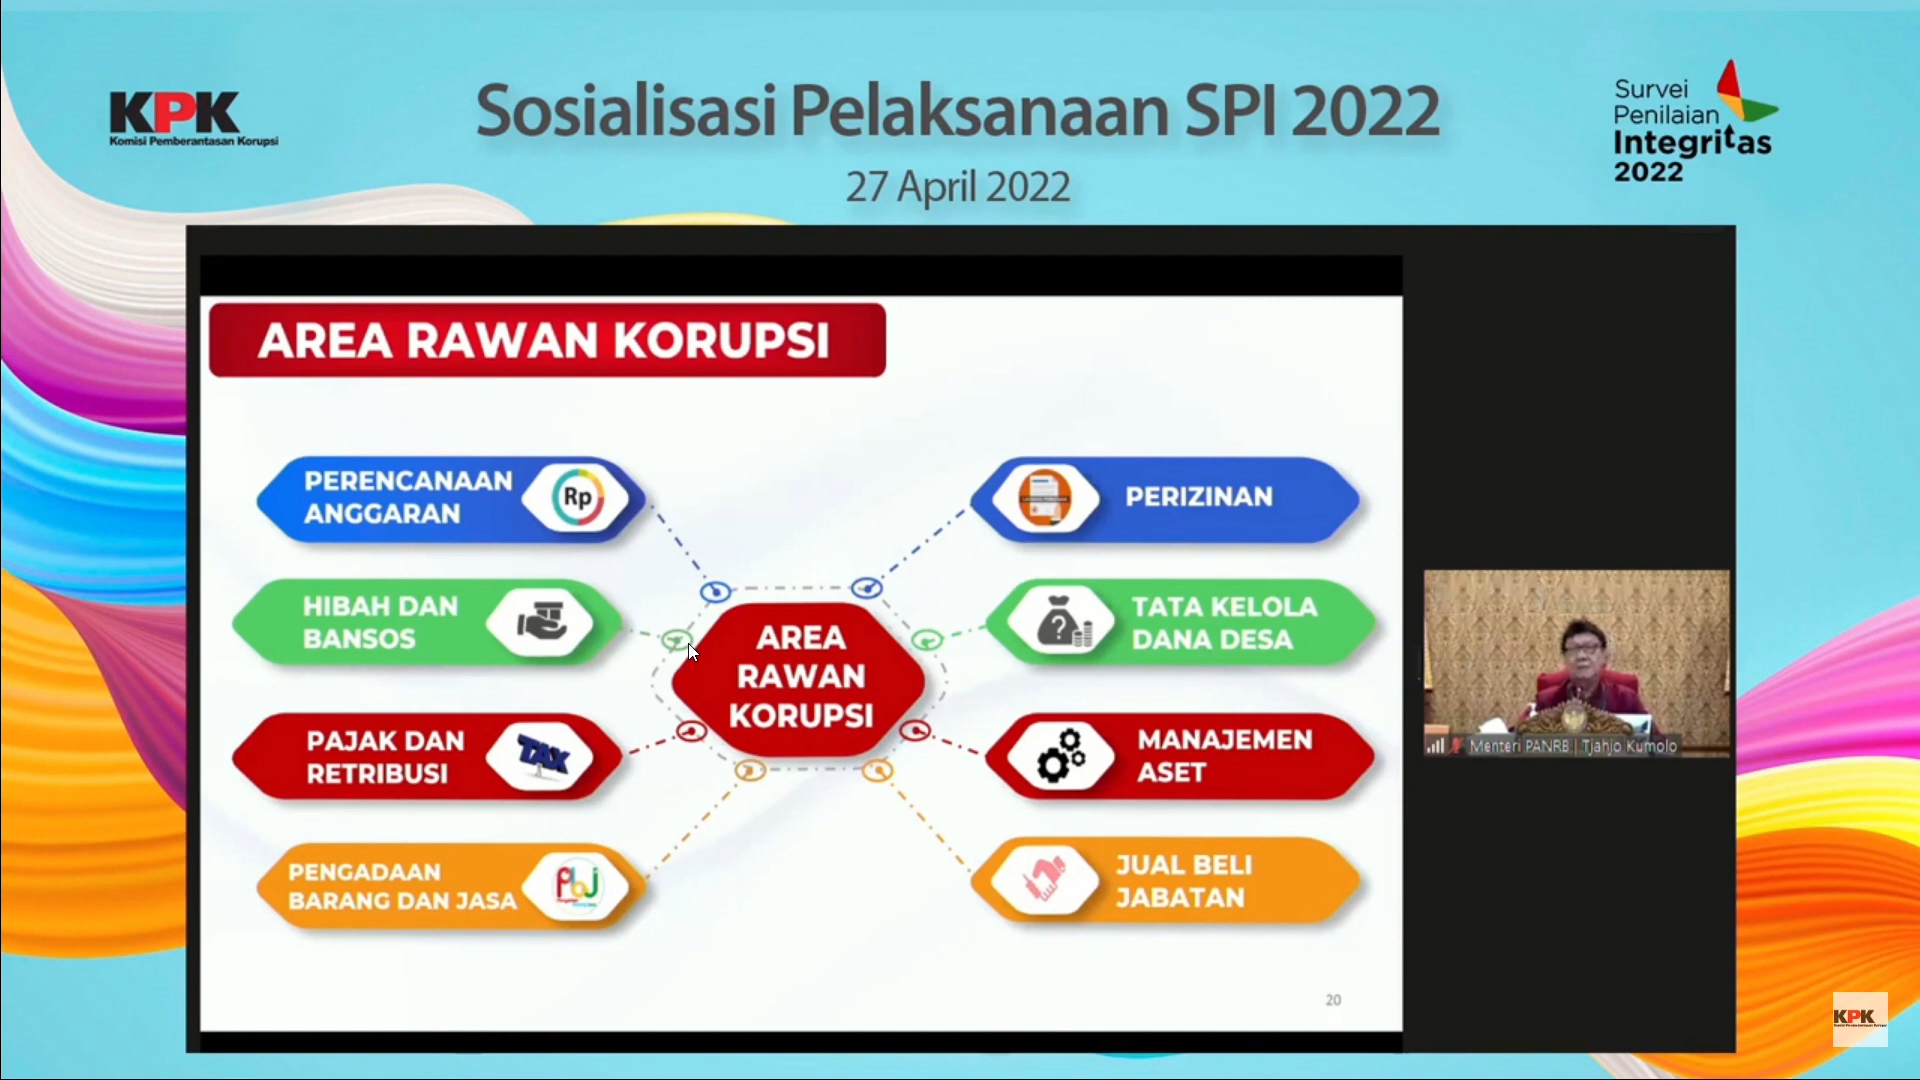 KPK
Komisi Pemberantasan Korupsi
Sosialisasi Pelaksanaan SPI 2022
27 April 2022
Survei
Penilaian
Integritas
2022
AREA RAWAN KORUPSI
PERENCANAAN
ANGGARAN
Rp
HIBAH DAN
BANSOS
PAJAK DAN
RETRIBUSI
TAX
PENGADAAN
BARANG DAN JASA
pbj
AREA
RAWAN
KORUPSI
PERIZINAN
TATA KELOLA
DANA DESA
?
MANAJEMEN
ASET
JUAL BELI
JABATAN
20
Menteri PANRB | Tjahjo Kumolo
KPK